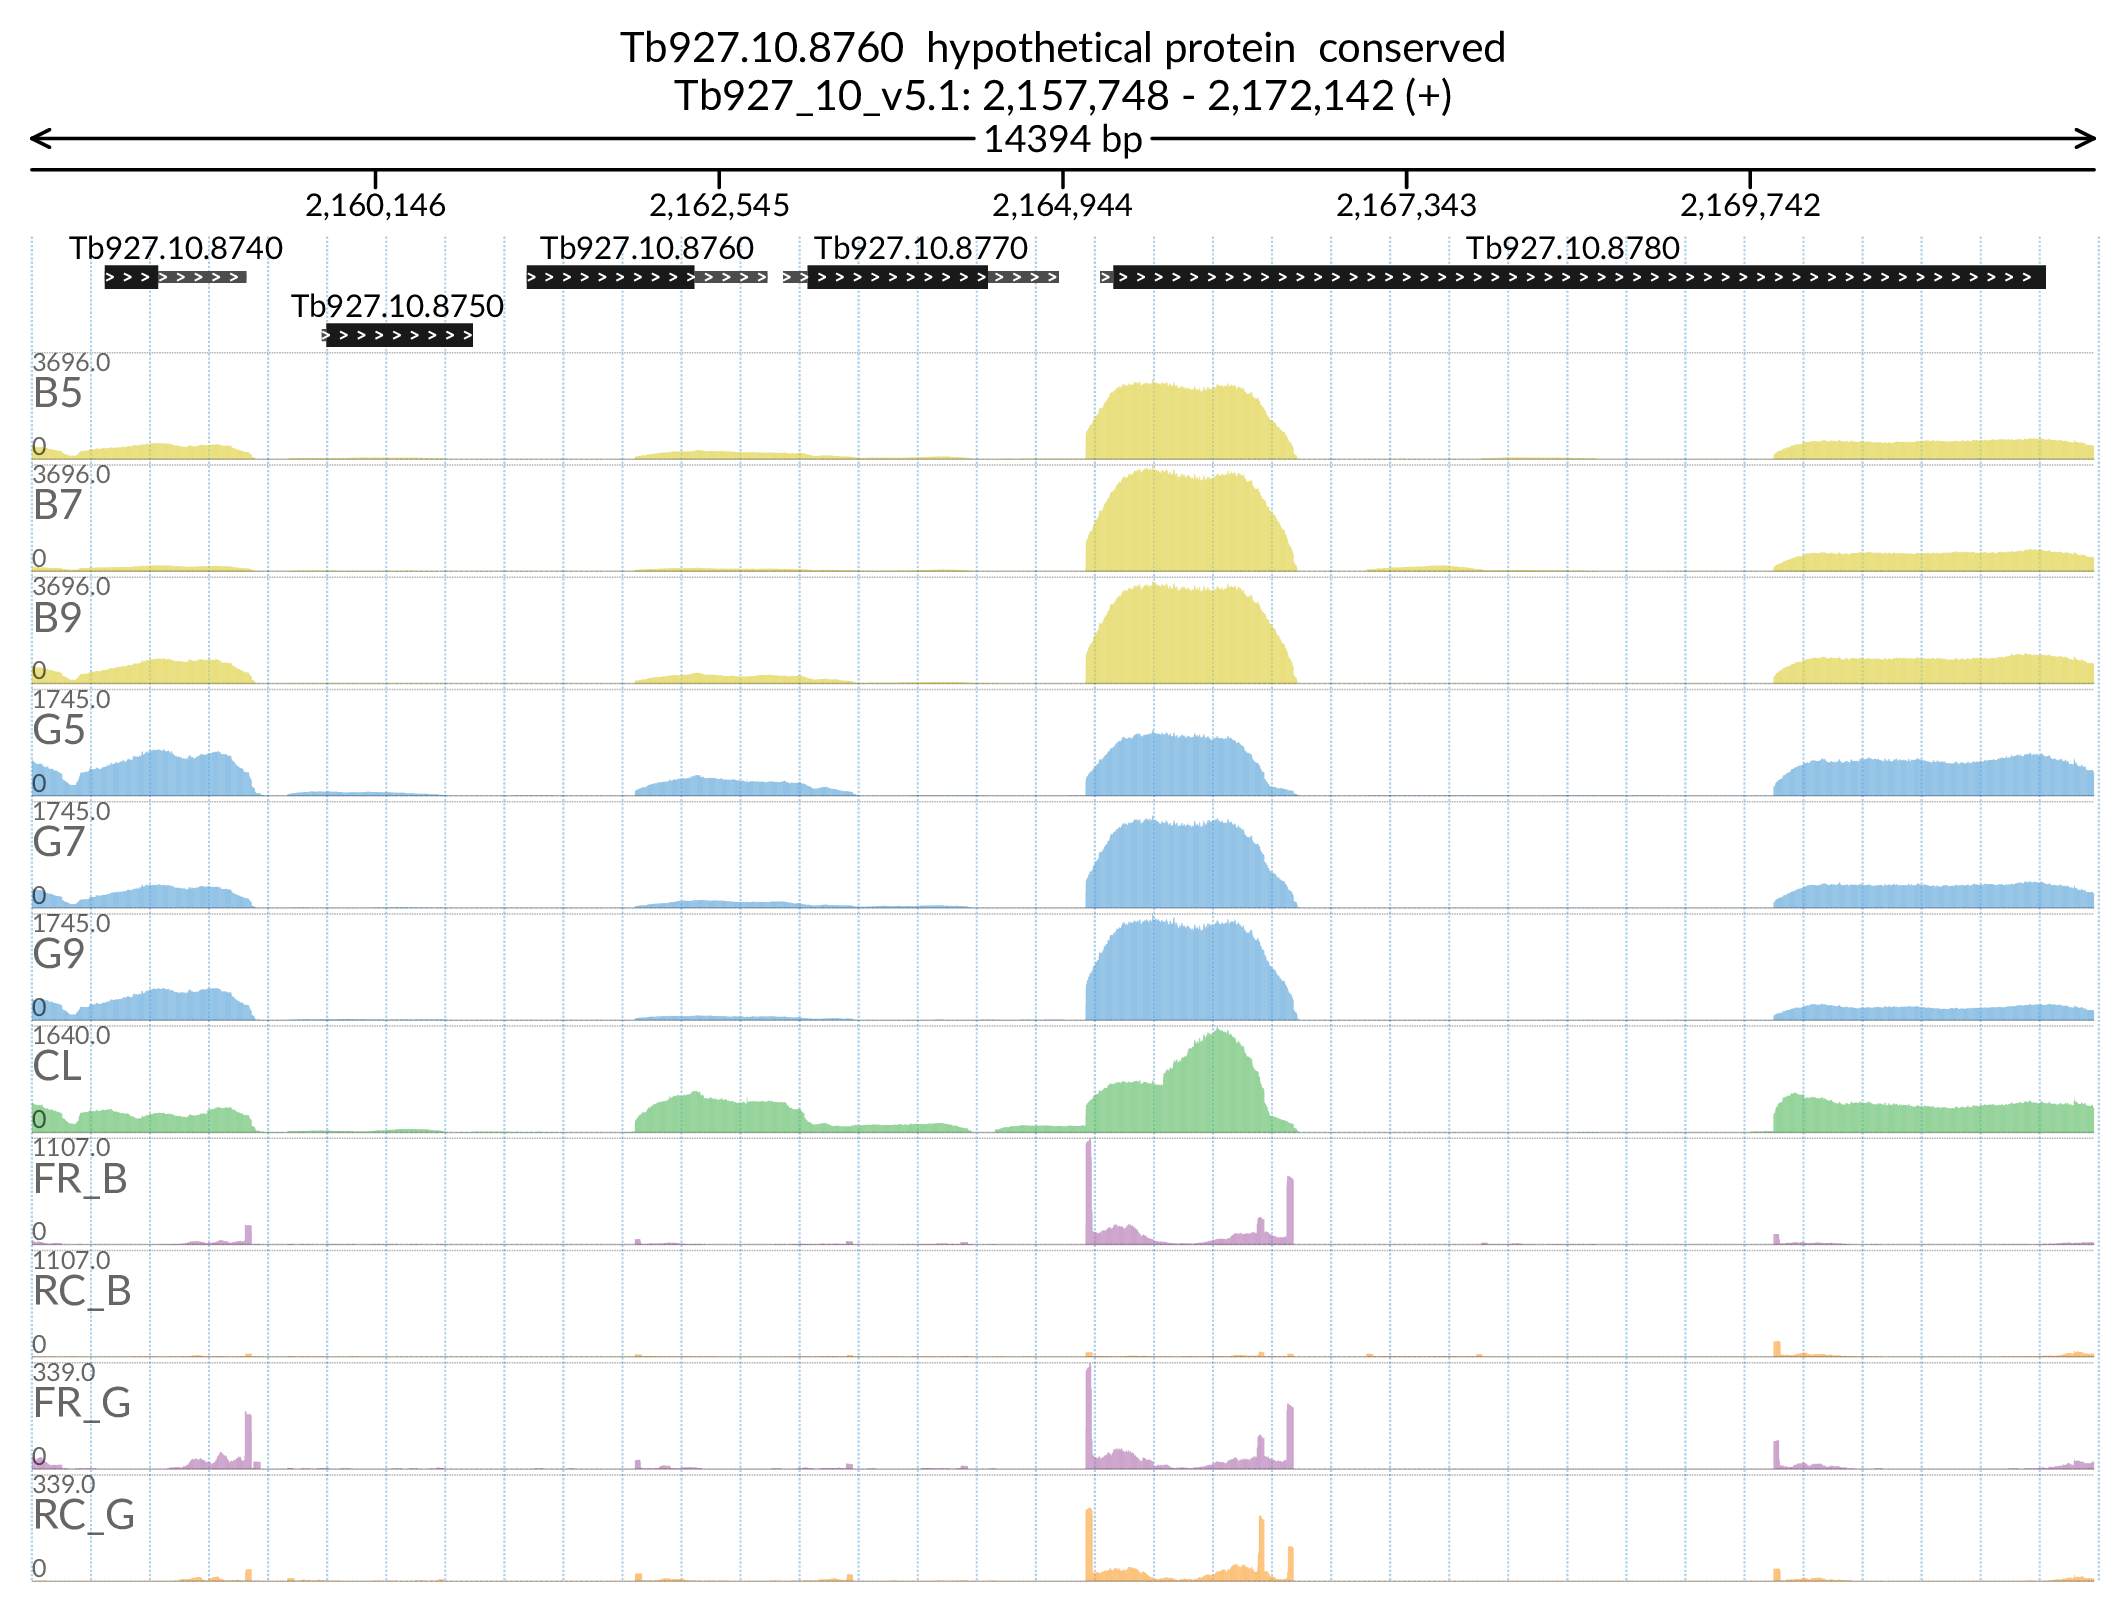 Tb927.10.8760  hypothetical protein  conserved
Tb927_10_v5.1: 2,157,748 - 2,172,142 (+)
14394 bp
2,160,146 2,162,545 2,164,944 2,167,343 2,169,742
Tb927.10.8740 Tb927.10.8760 Tb927.10.8770 Tb927.10.8780
Tb927.10.8750
3696.0
B5
0
3696.0
B7
0
3696.0
B9
0
1745.0
G5
0
1745.0
G7
0
1745.0
G9
0
1640.0
CL
0
1107.0
FR_B
0
1107.0
RC_B
0
339.0
FR_G
0
339.0
RC_G
0